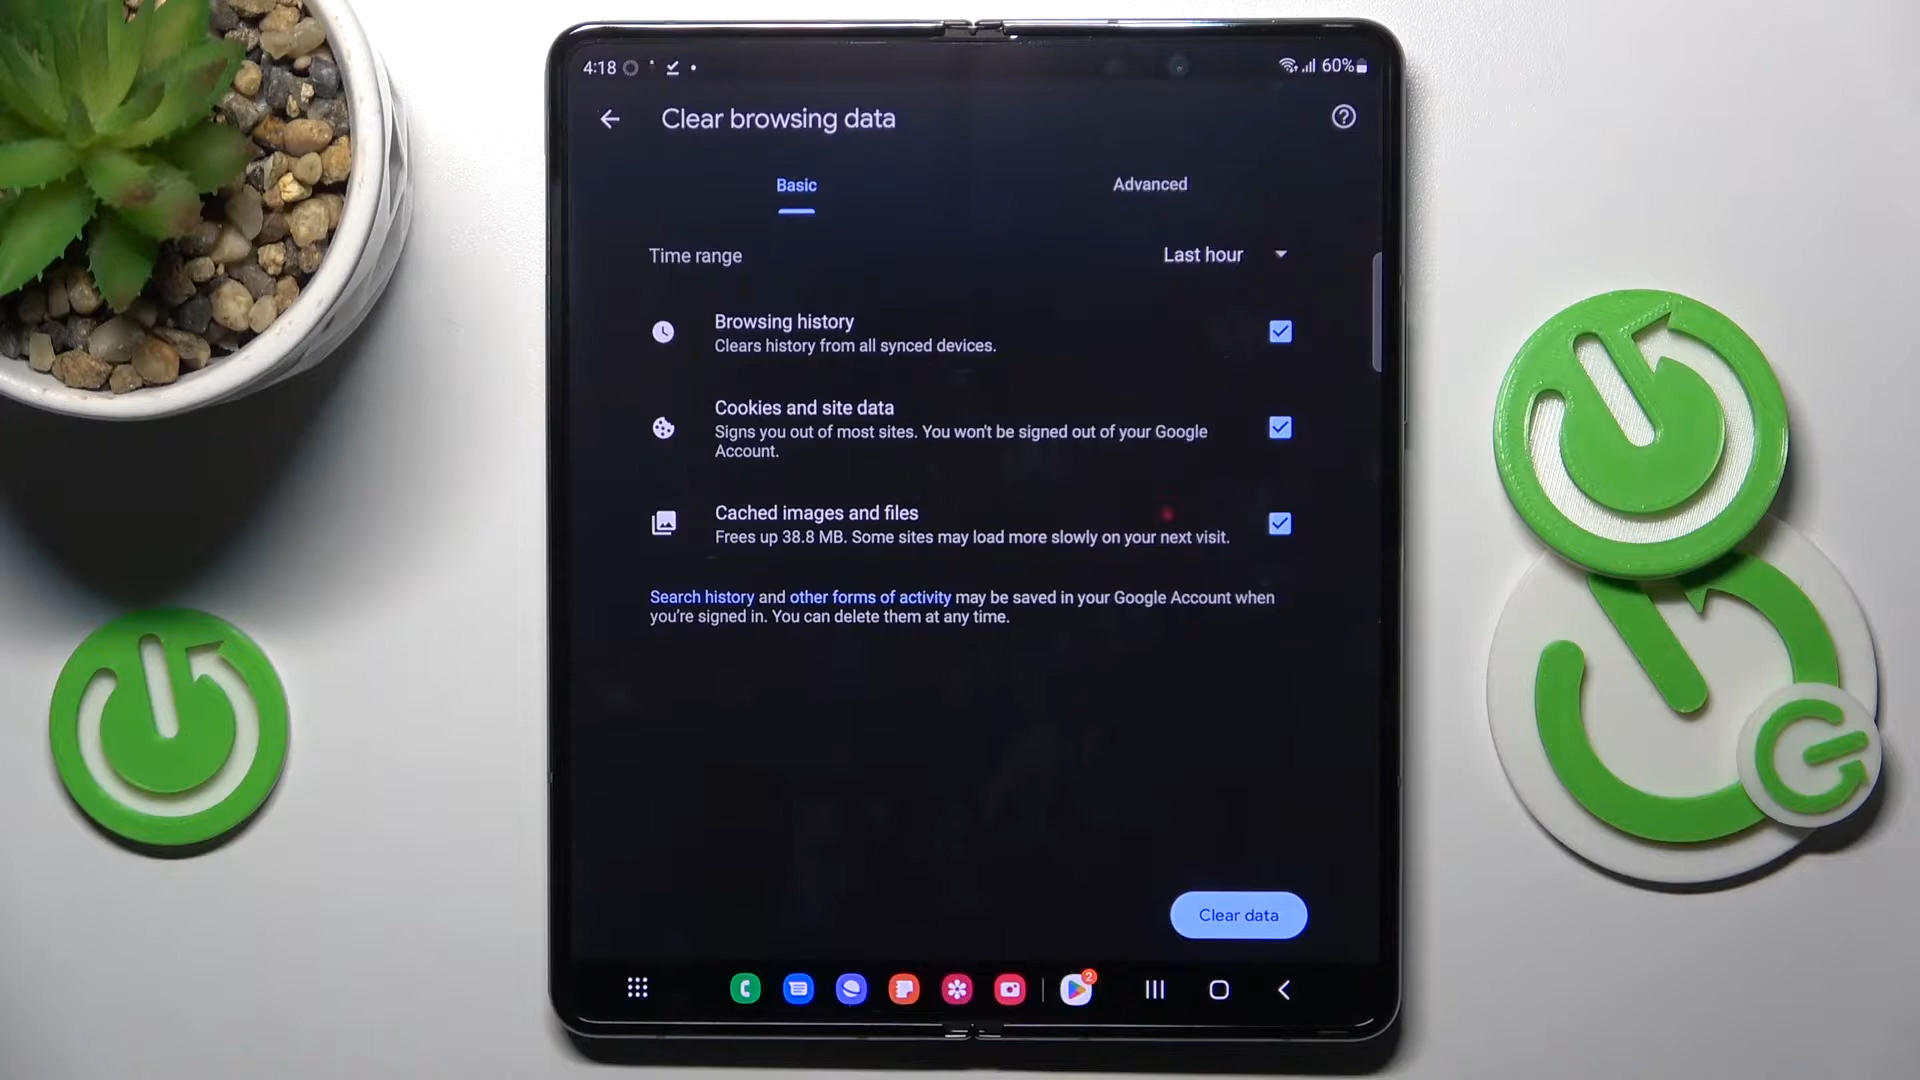 4:18
60%
Clear browsing data
Basic
Advanced
Time range
Last hour
Browsing history
Clears history from all synced devices.
Cookies and site data
Signs you out of most sites. You won't be signed out of your Google
Account.
Cached images and files
Frees up 38.8 MB. Some sites may load more slowly on your next visit.
Search history and other forms of activity may be saved in your Google Account when
you're signed in. You can delete them at any time.
Clear data
2